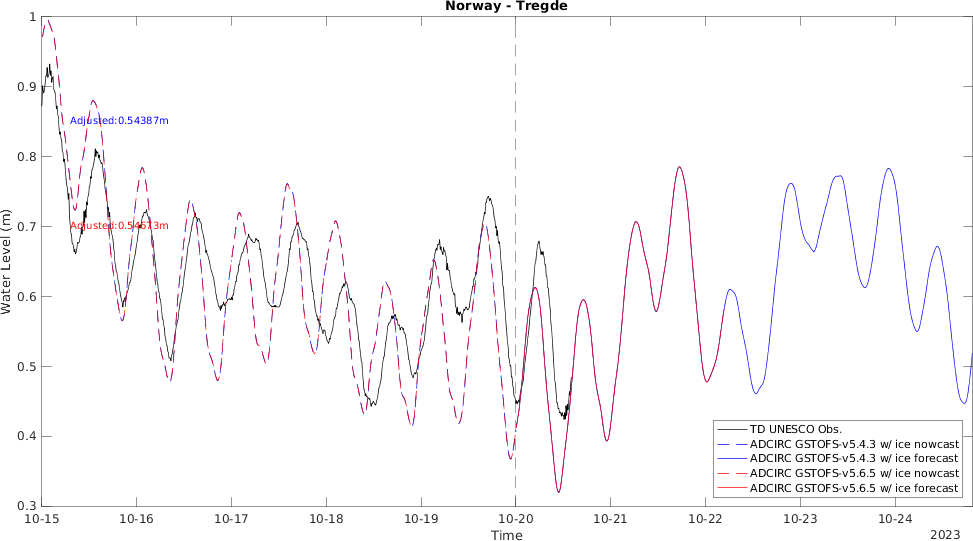 Norway - Tregde
1
0.9
0.8
0.7
0.6
0.5
0.4
0.3
Water Level (m)
Adjusted:0.54387m
Adjusted:0.54673m
TD UNESCO Obs.
ADCIRC GSTOFS-v5.4.3 w/ ice nowcast
ADCIRC GSTOFS-v5.4.3 w/ ice forecast
ADCIRC GSTOFS-v5.6.5 w/ ice nowcast
ADCIRC GSTOFS-v5.6.5 w/ ice forecast
10-15 10-16 10-17 10-18 10-19 10-20 10-21 10-22 10-23 10-24
Time
2023